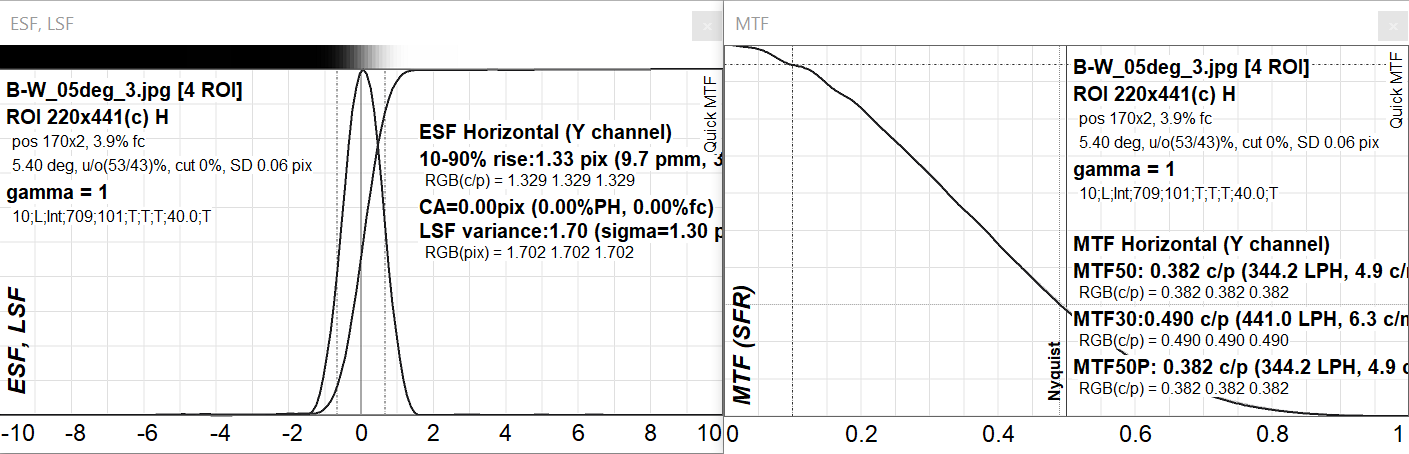 ESF, LSF
B-W_05deg_3.jpg [4 ROI]
ROI 220x441(c) H
pos 170x2, 3.9% fc
5.40 deg, u/o(53/43)%, cut 0%, SD 0.06 pix
gamma = 1
10;L;Int;709;101;T;T;T;40.0;T
Quick MTF
ESF Horizontal (Y channel)
10-90% rise:1.33 pix (9.7 pmm, 3
RGB(c/p) = 1.329 1.329 1.329
CA=0.00pix (0.00%PH, 0.00%fc)
LSF variance:1.70 (sigma=1.30 p
RGB(pix) = 1.702 1.702 1.702
ESF, LSF
-10 -8 -6 -4 -2 0 2 4 6 8 10
MTF
B-W_05deg_3.jpg [4 ROI]
ROI 220x441(c) H
pos 170x2, 3.9% fc
5.40 deg, u/o(53/43)%, cut 0%, SD 0.06 pix
gamma = 1
10;L;Int;709;101;T;T;T;40.0;T
Quick MTF
MTF Horizontal (Y channel)
MTF50: 0.382 c/p (344.2 LPH, 4.9 c/
RGB(c/p) = 0.382 0.382 0.382
MTF30:0.490 c/p (441.0 LPH, 6.3 c/
RGB(c/p) = 0.490 0.490 0.490
MTF50P: 0.382 c/p (344.2 LPH, 4.9
RGB(c/p) = 0.382 0.382 0.382
MTF (SFR)
Nyquist
0 0.2 0.4 0.6 0.8 1